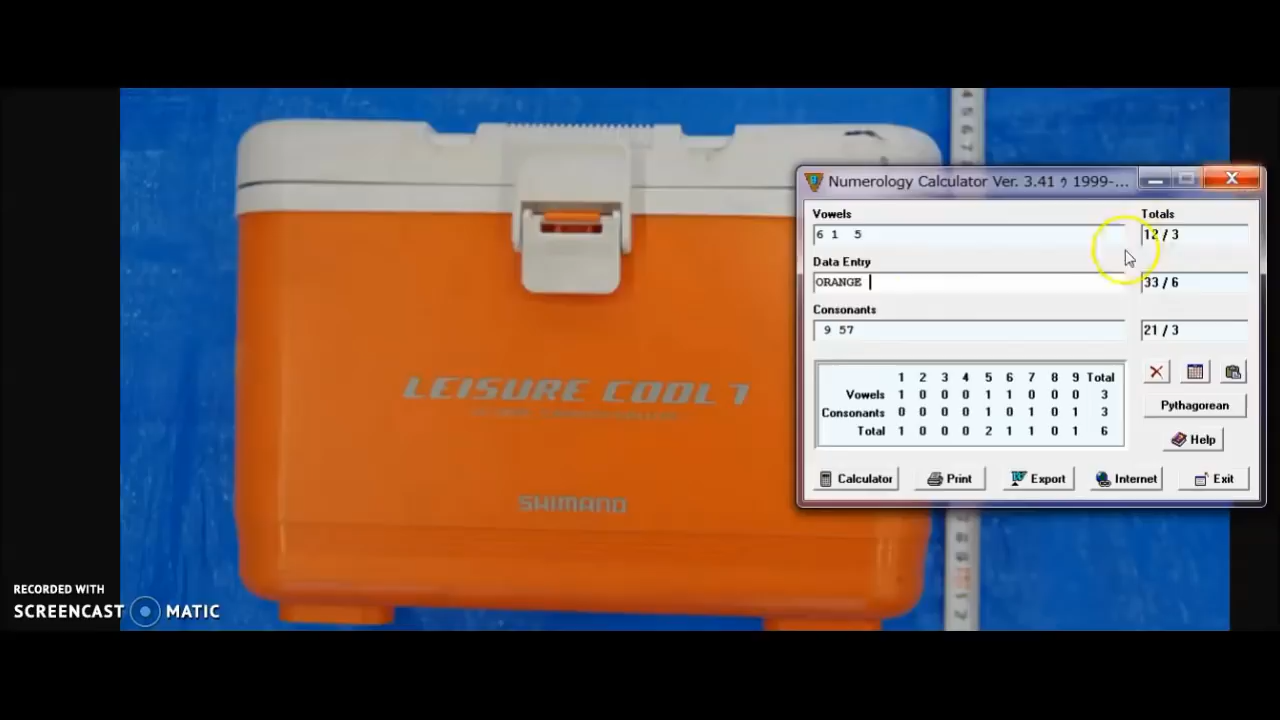 LEISURE COOL 7
SHIMANO
Numerology Calculator Ver. 3.41 ｩ 1999-...
Vowels
Totals
6 1 5
12 / 3
Data Entry
ORANGE
33 / 6
Consonants
9 57
21 / 3
1 2 3 4 5 6 7 8 9 Total
Vowels 1 0 0 0 1 1 0 0 0 3
Consonants 0 0 0 0 1 0 1 0 1 3
Total 1 0 0 0 2 1 1 0 1 6
Pythagorean
Help
Calculator
Print
Export
Internet
Exit
RECORDED WITH
SCREENCAST MATIC